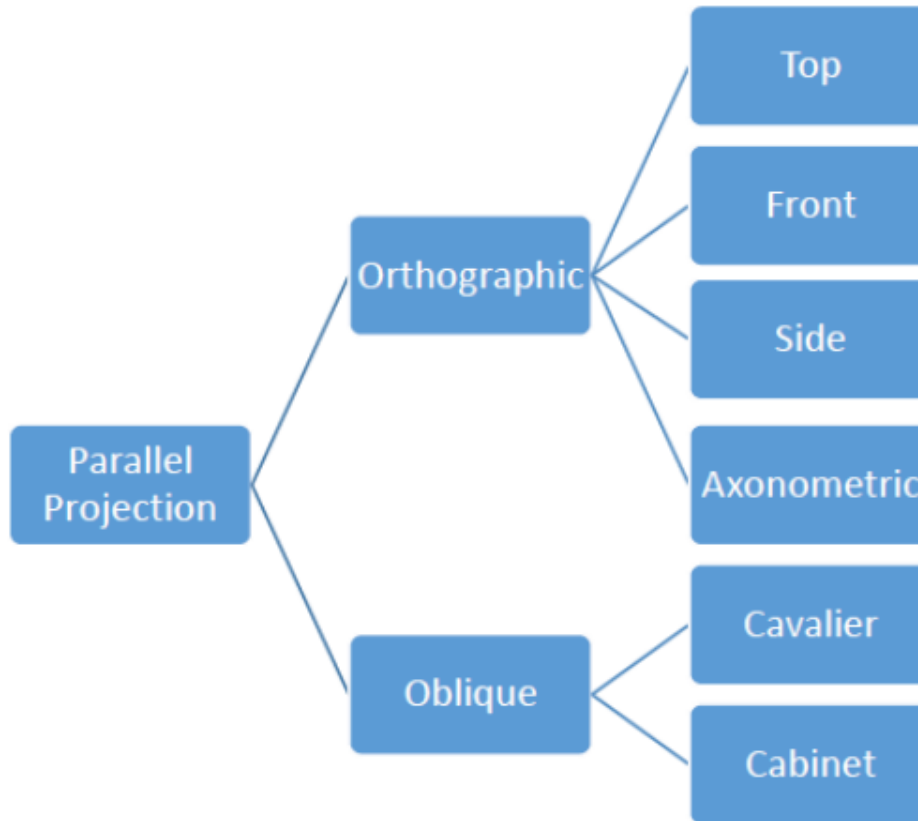 Parallel
Projection
Orthographic
Oblique
Top
Front
Side
Axonometric
Cavalier
Cabinet